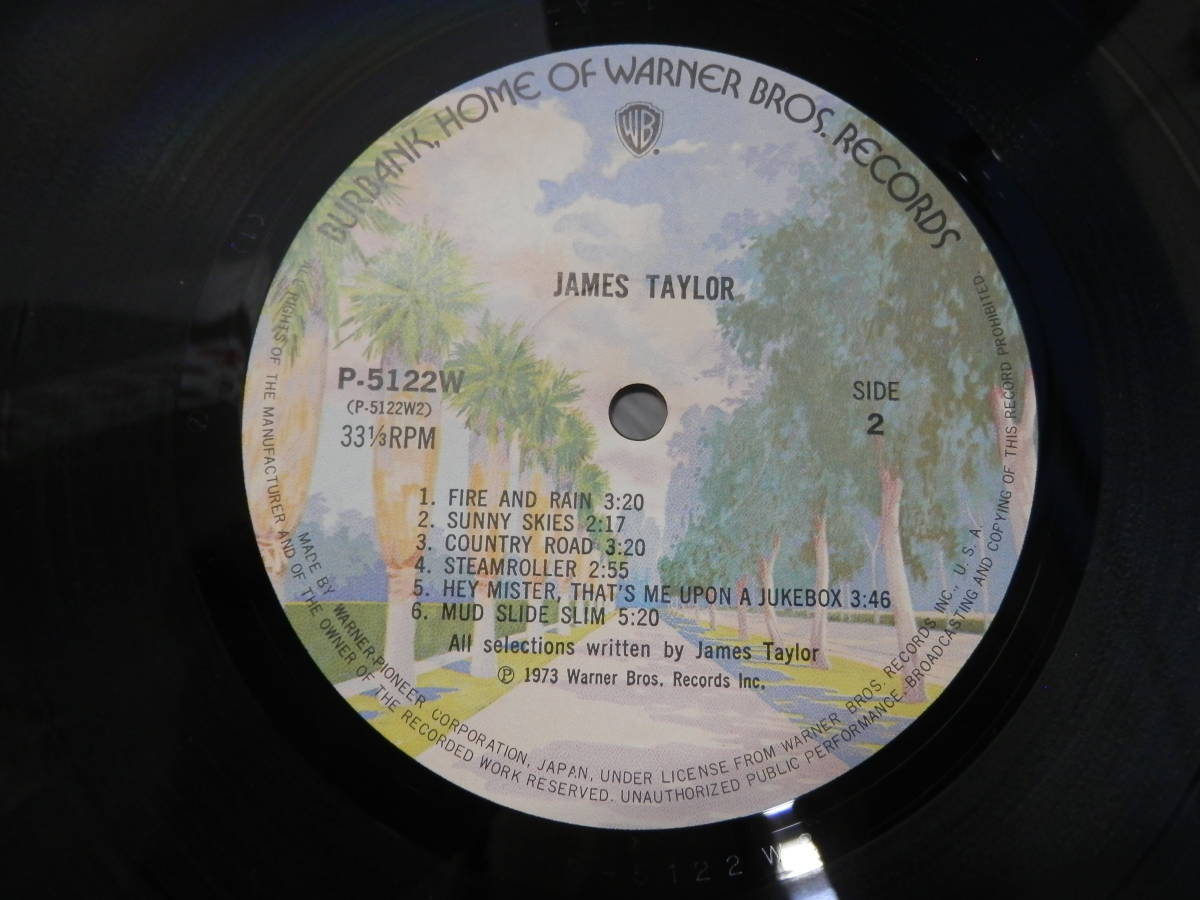 BURBANK, HOME OF WARNER BROS. RECORDS
WB
JAMES TAYLOR
P-5122W
(P-5122W2)
33⅓RPM
SIDE
2
1. FIRE AND RAIN 3:20
2. SUNNY SKIES 2:17
3. COUNTRY ROAD 3:20
4. STEAMROLLER 2:55
5. HEY MISTER, THAT'S ME UPON A JUKEBOX 3:46
6. MUD SLIDE SLIM 5:20
All selections written by James Taylor
Ⓟ 1973 Warner Bros. Records Inc.
MADE BY WARNER-PIONEER CORPORATION, JAPAN, UNDER LICENSE FROM WARNER BROS. RECORDS INC., U.S.A.
ALL RIGHTS OF THE MANUFACTURER AND OF THE OWNER OF THE RECORDED WORK RESERVED. UNAUTHORIZED PUBLIC PERFORMANCE, BROADCASTING AND COPYING OF THIS RECORD PROHIBITED.
5122 W